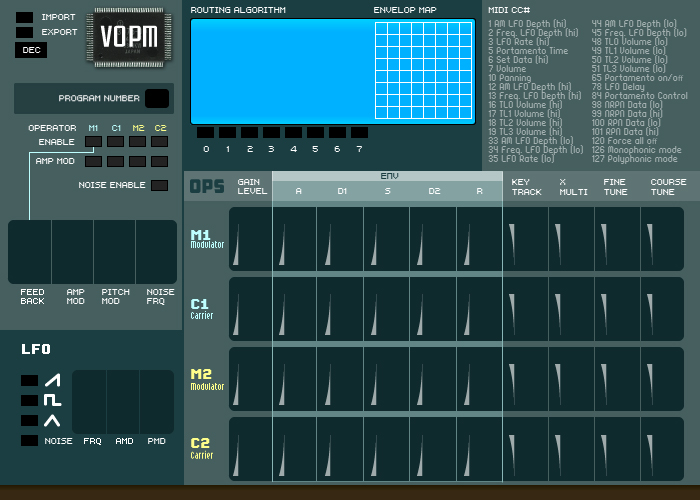 IMPORT
EXPORT
DEC
VOPM
PROGRAM NUMBER
OPERATOR M1 C1 M2 C2
ENABLE
AMP MOD
NOISE ENABLE
FEED BACK
AMP MOD
PITCH MOD
NOISE FRQ
LFO
NOISE FRQ AMD PMD
ROUTING ALGORITHM ENVELOP MAP
0 1 2 3 4 5 6 7
MIDI CC#
1 AM LFO Depth (hi)
2 Freq. LFO Depth (hi)
3 LFO Rate (hi)
5 Portamento Time
6 Set Data (hi)
7 Volume
10 Panning
12 AM LFO Depth (hi)
13 Freq. LFO Depth (hi)
16 TL0 Volume (hi)
17 TL1 Volume (hi)
18 TL2 Volume (hi)
19 TL3 Volume (hi)
33 AM LFO Depth (lo)
34 Freq. LFO Depth (lo)
35 LFO Rate (lo)
44 AM LFO Depth (lo)
45 Freq. LFO Depth (lo)
48 TL0 Volume (lo)
49 TL1 Volume (lo)
50 TL2 Volume (lo)
51 TL3 Volume (lo)
65 Portamento on/off
78 LFO Delay
84 Portamento Control
98 NRPN Data (lo)
99 NRPN Data (hi)
100 RPN Data (lo)
101 RPN Data (hi)
120 Force all off
126 Monophonic mode
127 Polyphonic mode
OPS
GAIN LEVEL
ENV
A D1 S D2 R
KEY TRACK
X MULTI
FINE TUNE
COURSE TUNE
M1
Modulator
C1
Carrier
M2
Modulator
C2
Carrier